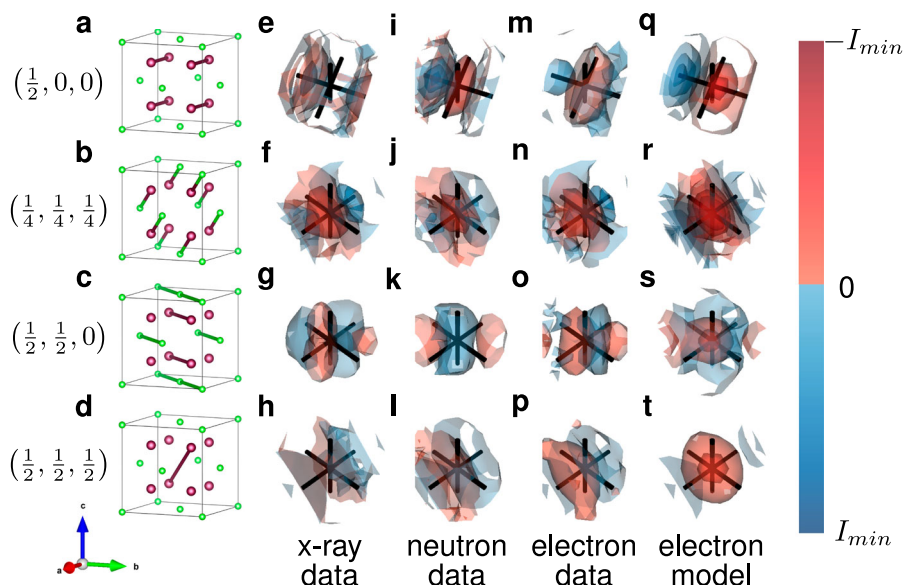 a e i m q
−I_min
(1/2, 0, 0)
b f j n r
(1/4, 1/4, 1/4)
c g k o s
0
(1/2, 1/2, 0)
d h l p t
(1/2, 1/2, 1/2)
c
I_min
a b
x-ray neutron electron electron
data data data model